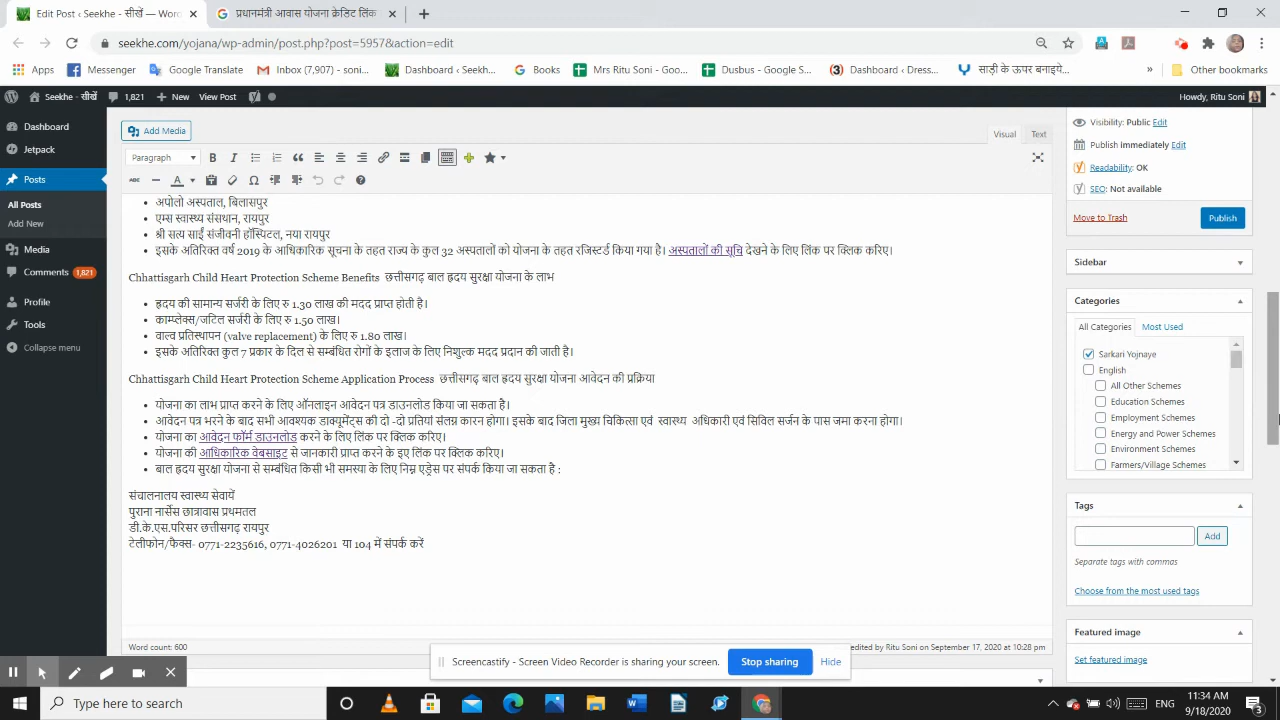 Edit Post ‹ Seekhe - सीखें — Wor
प्रधानमंत्री आवास योजना क्रेडिट लिंक
seekhe.com/yojana/wp-admin/post.php?post=5957&action=edit
Apps Messenger Google Translate Inbox (7,907) - soni... Dashboard ‹ Seekh... Books Mrs Ritu Soni - Goo... Dusbus - Google S... Dashboard ‹ Dress... साड़ी के ऊपर बनाइये... » Other bookmarks
Seekhe - सीखें 1,821 New View Post Howdy, Ritu Soni
Dashboard
Jetpack
Posts
All Posts
Add New
Media
Comments 1,821
Profile
Tools
Collapse menu
Add Media
Visual Text
Paragraph
अपोलो अस्पताल, बिलासपुर
एम्स स्वास्थ्य संसथान, रायपुर
श्री सत्य साईं संजीवनी हॉस्पिटल, नया रायपुर
इसके अतिरिक्त वर्ष 2019 के आधिकारिक सूचना के तहत राज्य के कुल 32 अस्पतालों को योजना के तहत रजिस्टर्ड किया गया है। अस्पतालों की सूचि देखने के लिए लिंक पर क्लिक करिए।
Chhattisgarh Child Heart Protection Scheme Benefits छत्तीसगढ़ बाल हृदय सुरक्षा योजना के लाभ
हृदय की सामान्य सर्जरी के लिए रु 1.30 लाख की मदद प्राप्त होती है।
काम्प्लेक्स/जटिल सर्जरी के लिए रु 1.50 लाख।
वाल्व प्रतिस्थापन (valve replacement) के लिए रु 1.80 लाख।
इसके अतिरिक्त कुल 7 प्रकार के दिल से सम्बंधित रोगों के इलाज के लिए निशुल्क मदद प्रदान की जाती है।
Chhattisgarh Child Heart Protection Scheme Application Process छत्तीसगढ़ बाल हृदय सुरक्षा योजना आवेदन की प्रक्रिया
योजना का लाभ प्राप्त करने के लिए ऑनलाइन आवेदन पत्र डाउनलोड किया जा सकता है।
आवेदन पत्र भरने के बाद सभी आवश्यक डाक्यूमेंट्स की दो -दो प्रतियां संलग्न कारना होगा। इसके बाद जिला मुख्य चिकित्सा एवं स्वास्थ्य अधिकारी एवं सिविल सर्जन के पास जमा करना होगा।
योजना का आवेदन फॉर्म डाउनलोड करने के लिए लिंक पर क्लिक करिए।
योजना की आधिकारिक वेबसाइट से जानकारी प्राप्त करने के इए लिंक पर क्लिक करिए।
बाल हृदय सुरक्षा योजना से सम्बंधित किसी भी समस्या के लिए निम्न एड्रेस पर संपर्क किया जा सकता है :
संचालनालय स्वास्थ्य सेवायें
पुराना नार्सेस छात्रावास प्रथमतल
डी.के.एस.परिसर छत्तीसगढ़ रायपुर
टेलीफोन/फैक्स- 0771-2235616, 0771-4026201 या 104 में संपर्क करें
Word count: 600
edited by Ritu Soni on September 17, 2020 at 10:28 pm
Visibility: Public Edit
Publish immediately Edit
Readability: OK
SEO: Not available
Move to Trash Publish
Sidebar
Categories
All Categories Most Used
Sarkari Yojnaye
English
All Other Schemes
Education Schemes
Employment Schemes
Energy and Power Schemes
Environment Schemes
Farmers/Village Schemes
Tags
Add
Separate tags with commas
Choose from the most used tags
Featured image
Set featured image
Screencastify - Screen Video Recorder is sharing your screen. Stop sharing Hide
Type here to search
ENG
11:34 AM
9/18/2020
3